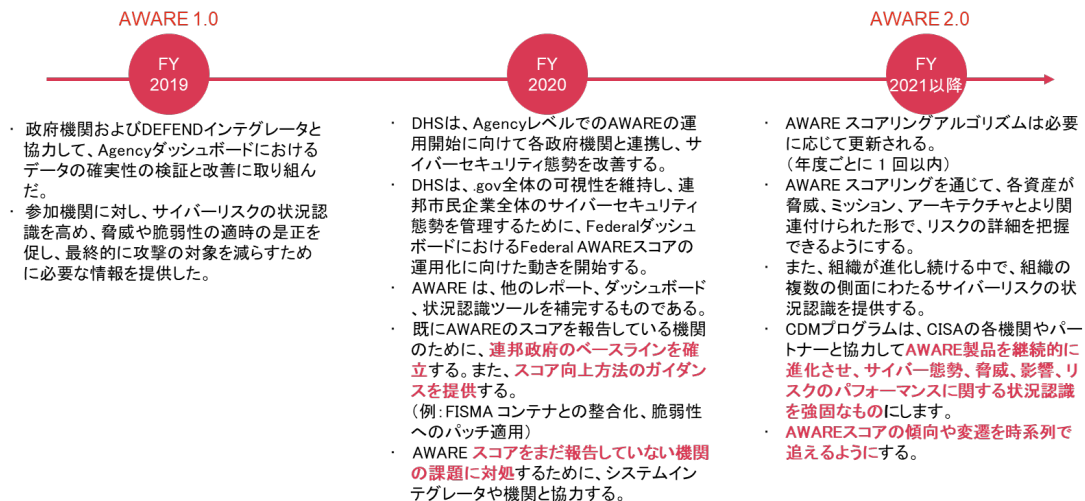 AWARE 1.0
FY
2019
・ 政府機関およびDEFENDインテグレータと
協力して、Agencyダッシュボードにおける
データの確実性の検証と改善に取り組ん
だ。
・ 参加機関に対し、サイバーリスクの状況認
識を高め、脅威や脆弱性の適時の是正を
促し、最終的に攻撃の対象を減らすため
に必要な情報を提供した。
FY
2020
・ DHSは、AgencyレベルでのAWAREの運
用開始に向けて各政府機関と連携し、サ
イバーセキュリティ態勢を改善する。
・ DHSは、.gov全体の可視性を維持し、連
邦市民企業全体のサイバーセキュリティ
態勢を管理するために、Federalダッシュ
ボードにおけるFederal AWAREスコアの
運用化に向けた動きを開始する。
・ AWARE は、他のレポート、ダッシュボード
、状況認識ツールを補完するものである。
・ 既にAWAREのスコアを報告している機関
のために、連邦政府のベースラインを確
立する。また、スコア向上方法のガイダン
スを提供する。
（例：FISMA コンテナとの整合化、脆弱性
へのパッチ適用）
・ AWARE スコアをまだ報告していない機関
の課題に対処するために、システムイン
テグレータや機関と協力する。
AWARE 2.0
FY
2021以降
・ AWARE スコアリングアルゴリズムは必要
に応じて更新される。
（年度ごとに 1 回以内）
・ AWARE スコアリングを通じて、各資産が
脅威、ミッション、アーキテクチャとより関
連付けられた形で、リスクの詳細を把握
できるようにする。
・ また、組織が進化し続ける中で、組織の
複数の側面にわたるサイバーリスクの状
況認識を提供する。
・ CDMプログラムは、CISAの各機関やパー
トナーと協力してAWARE製品を継続的に
進化させ、サイバー態勢、脅威、影響、リ
スクのパフォーマンスに関する状況認識
を強固なものにします。
・ AWAREスコアの傾向や変遷を時系列で
追えるようにする。